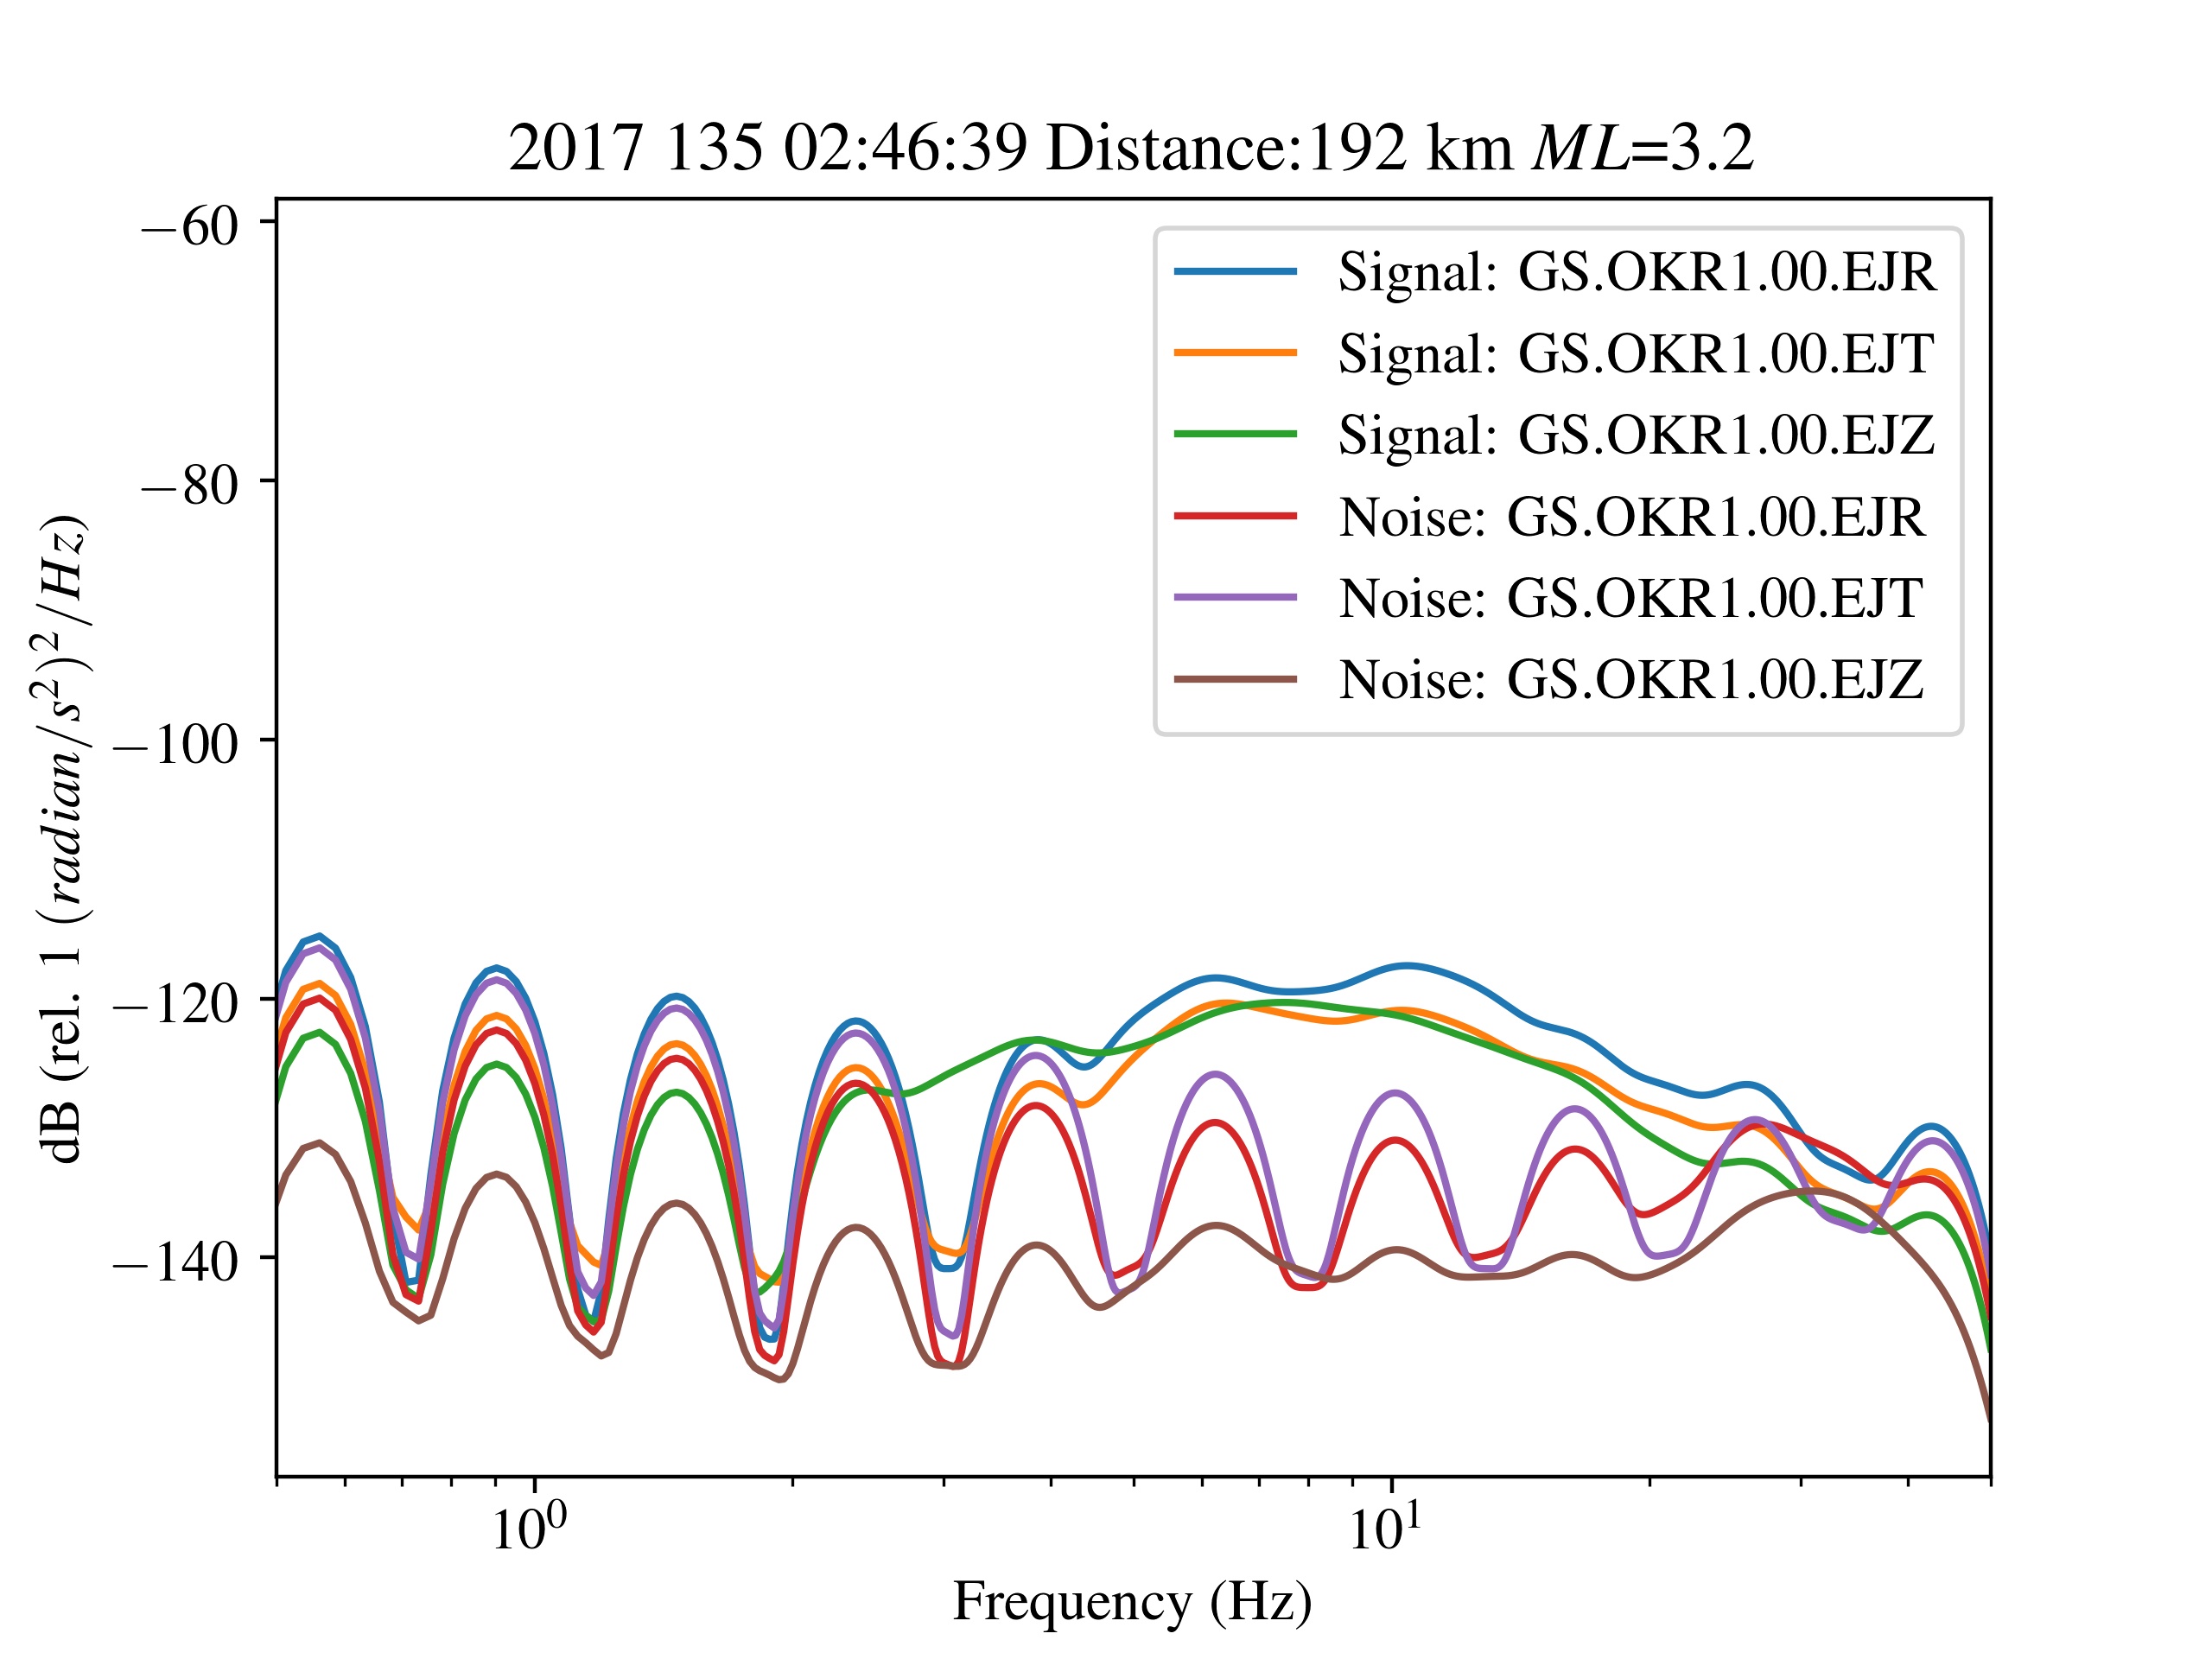 2017 135 02:46:39 Distance:192 km ML=3.2
−60
−80
−100
−120
−140
dB (rel. 1 (radian/s²)²/Hz)
Signal: GS.OKR1.00.EJR
Signal: GS.OKR1.00.EJT
Signal: GS.OKR1.00.EJZ
Noise: GS.OKR1.00.EJR
Noise: GS.OKR1.00.EJT
Noise: GS.OKR1.00.EJZ
10⁰ 10¹
Frequency (Hz)